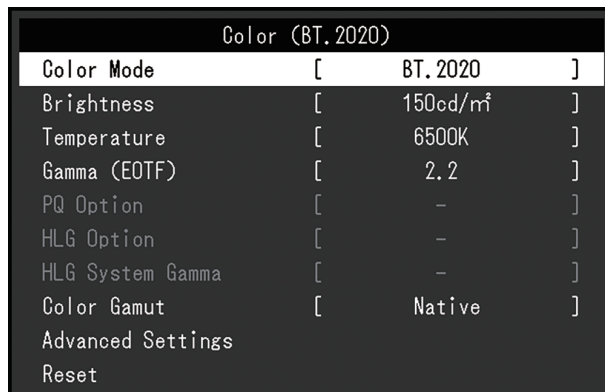 Color (BT.2020)
Color Mode [ BT.2020 ]
Brightness [ 150cd/㎡ ]
Temperature [ 6500K ]
Gamma (EOTF) [ 2.2 ]
PQ Option [ - ]
HLG Option [ - ]
HLG System Gamma [ - ]
Color Gamut [ Native ]
Advanced Settings
Reset